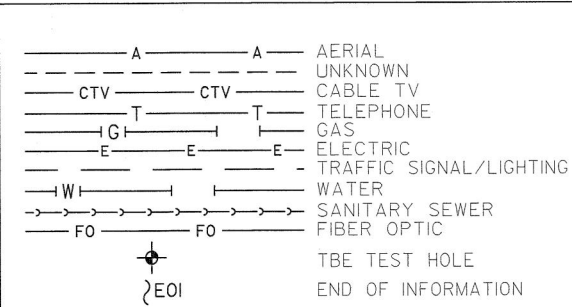 A A AERIAL
UNKNOWN
CTV CTV CABLE TV
T T TELEPHONE
G GAS
E E E ELECTRIC
TRAFFIC SIGNAL/LIGHTING
W WATER
SANITARY SEWER
FO FO FIBER OPTIC
TBE TEST HOLE
EOI END OF INFORMATION